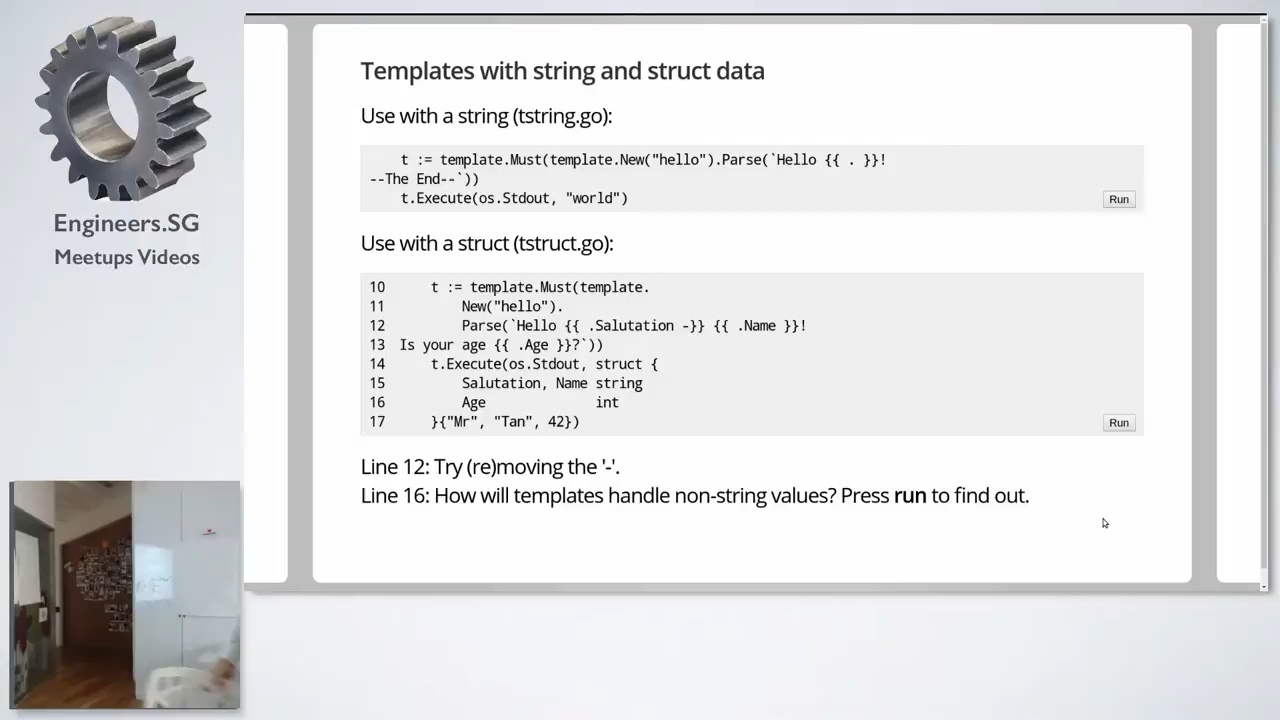 Engineers.SG
Meetups Videos
Templates with string and struct data
Use with a string (tstring.go):
t := template.Must(template.New("hello").Parse(`Hello {{ . }}!
--The End--`))
t.Execute(os.Stdout, "world")
Run
Use with a struct (tstruct.go):
10 t := template.Must(template.
11 New("hello").
12 Parse(`Hello {{ .Salutation -}} {{ .Name }}!
13 Is your age {{ .Age }}?`))
14 t.Execute(os.Stdout, struct {
15 Salutation, Name string
16 Age int
17 }{"Mr", "Tan", 42})
Run
Line 12: Try (re)moving the '-'.
Line 16: How will templates handle non-string values? Press run to find out.